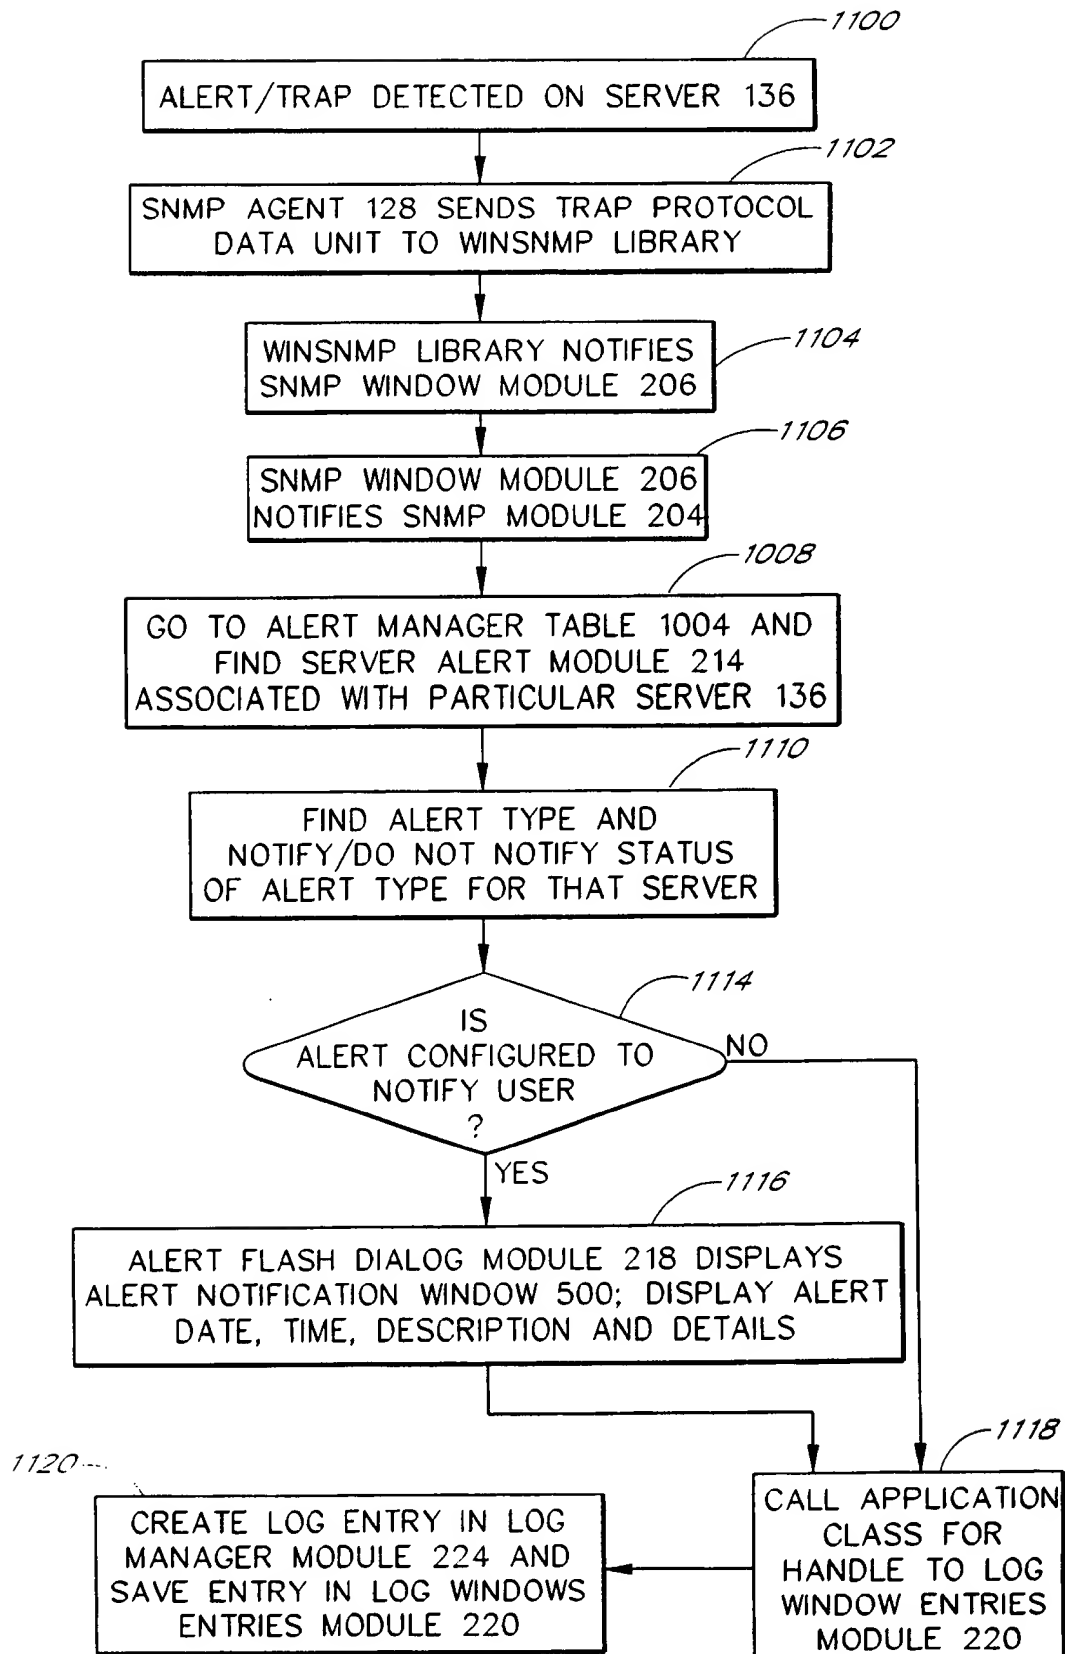 1100
ALERT/TRAP DETECTED ON SERVER 136
1102
SNMP AGENT 128 SENDS TRAP PROTOCOL
DATA UNIT TO WINSNMP LIBRARY
1104
WINSNMP LIBRARY NOTIFIES
SNMP WINDOW MODULE 206
1106
SNMP WINDOW MODULE 206
NOTIFIES SNMP MODULE 204
1008
GO TO ALERT MANAGER TABLE 1004 AND
FIND SERVER ALERT MODULE 214
ASSOCIATED WITH PARTICULAR SERVER 136
1110
FIND ALERT TYPE AND
NOTIFY/DO NOT NOTIFY STATUS
OF ALERT TYPE FOR THAT SERVER
1114
IS
ALERT CONFIGURED TO
NOTIFY USER
?
NO
YES
1116
ALERT FLASH DIALOG MODULE 218 DISPLAYS
ALERT NOTIFICATION WINDOW 500; DISPLAY ALERT
DATE, TIME, DESCRIPTION AND DETAILS
1118
CALL APPLICATION
CLASS FOR
HANDLE TO LOG
WINDOW ENTRIES
MODULE 220
1120
CREATE LOG ENTRY IN LOG
MANAGER MODULE 224 AND
SAVE ENTRY IN LOG WINDOWS
ENTRIES MODULE 220